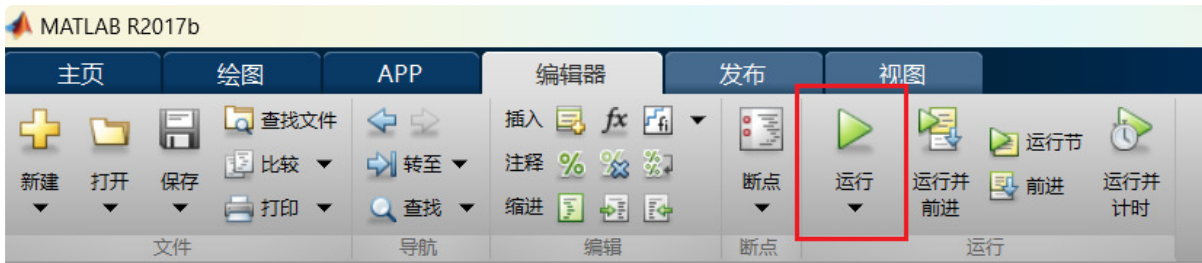 MATLAB R2017b
主页 绘图 APP 编辑器 发布 视图
查找文件 插入 fx fi
新建 打开 保存 比较 转至 注释 断点 运行 运行并前进 运行节 前进 运行并计时
打印 查找 缩进
文件 导航 编辑 断点 运行